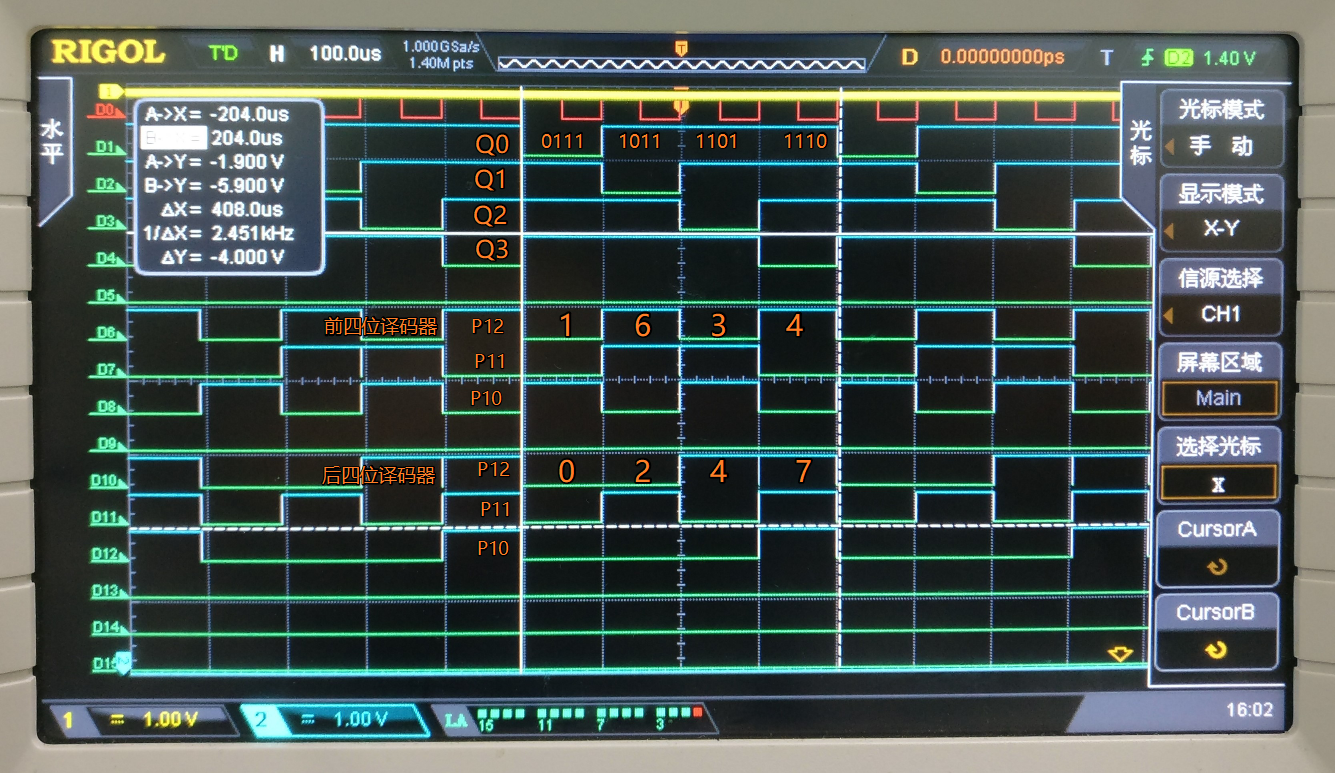 RIGOL T'D H 100.0us 1.000GSa/s D 0.00000000ps T D2 1.40 V
1.40M pts
T
1
D0
D1
D2
D3
D4
D5
D6
D7
D8
D9
D10
D11
D12
D13
D14
D15
水平
A->X= -204.0us
204.0us
A->Y= -1.900 V
B->Y= -5.900 V
ΔX= 408.0us
1/ΔX= 2.451kHz
ΔY= -4.000 V
Q0 0111 1011 1101 1110
Q1
Q2
Q3
前四位译码器 P12 1 6 3 4
P11
P10
后四位译码器 P12 0 2 4 7
P11
P10
光标
光标模式
手 动
显示模式
X-Y
信源选择
CH1
屏幕区域
Main
选择光标
X
CursorA
CursorB
1 1.00 V 2 1.00 V LA 15 11 7 3 16:02